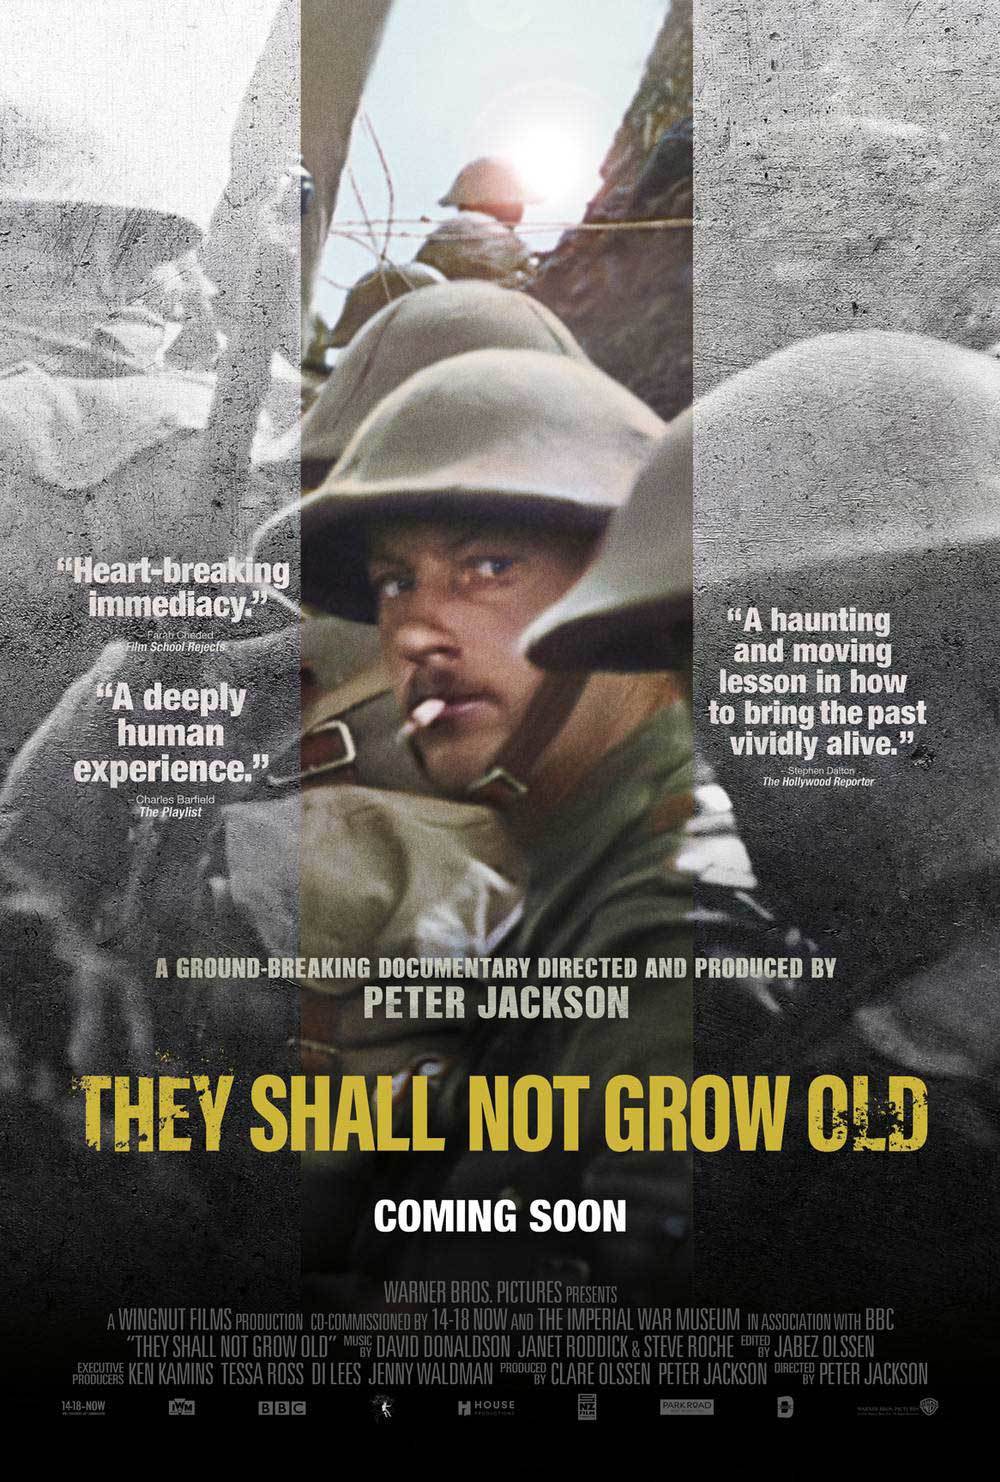 “Heart-breaking
immediacy.”
– Farah Cheded
Film School Rejects
“A deeply
human
experience.”
– Charles Barfield
The Playlist
“A haunting
and moving
lesson in how
to bring the past
vividly alive.”
– Stephen Dalton
The Hollywood Reporter
A GROUND-BREAKING DOCUMENTARY DIRECTED AND PRODUCED BY
PETER JACKSON
THEY SHALL NOT GROW OLD
COMING SOON
WARNER BROS. PICTURES PRESENTS
A WINGNUT FILMS PRODUCTION CO-COMMISSIONED BY 14-18 NOW AND THE IMPERIAL WAR MUSEUM IN ASSOCIATION WITH BBC
“THEY SHALL NOT GROW OLD” MUSIC BY DAVID DONALDSON JANET RODDICK & STEVE ROCHE EDITED BY JABEZ OLSSEN
EXECUTIVE PRODUCERS KEN KAMINS TESSA ROSS DI LEES JENNY WALDMAN PRODUCED BY CLARE OLSSEN PETER JACKSON DIRECTED BY PETER JACKSON
14-18-NOW IWM BBC HOUSE PRODUCTIONS NZ FILM PARK ROAD WARNER BROS. PICTURES